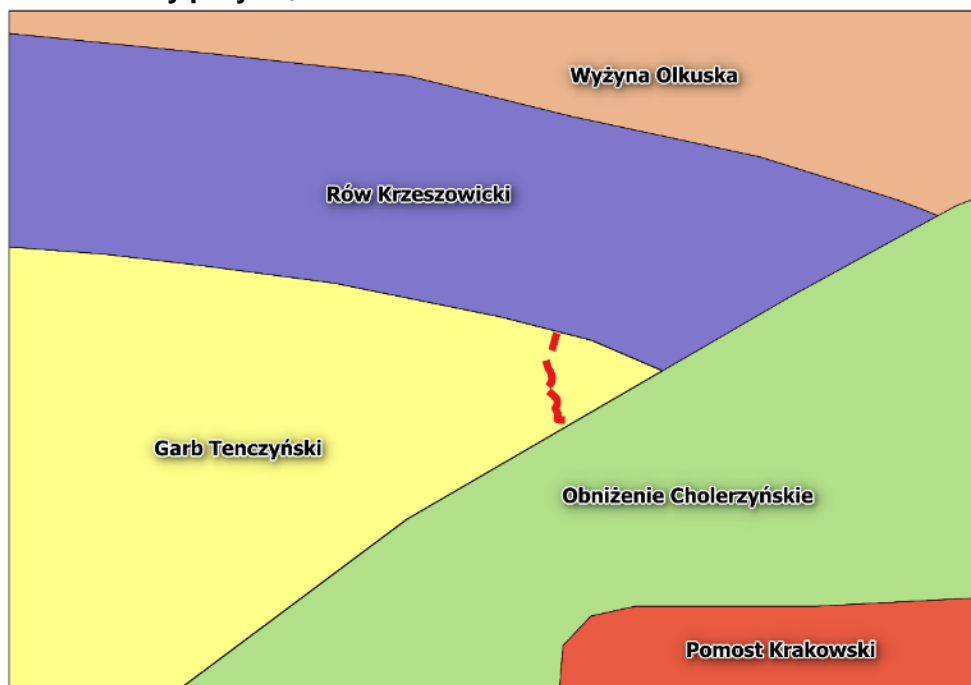 Wyżyna Olkuska
Rów Krzeszowicki
Garb Tenczyński
Obniżenie Cholerzyńskie
Pomost Krakowski